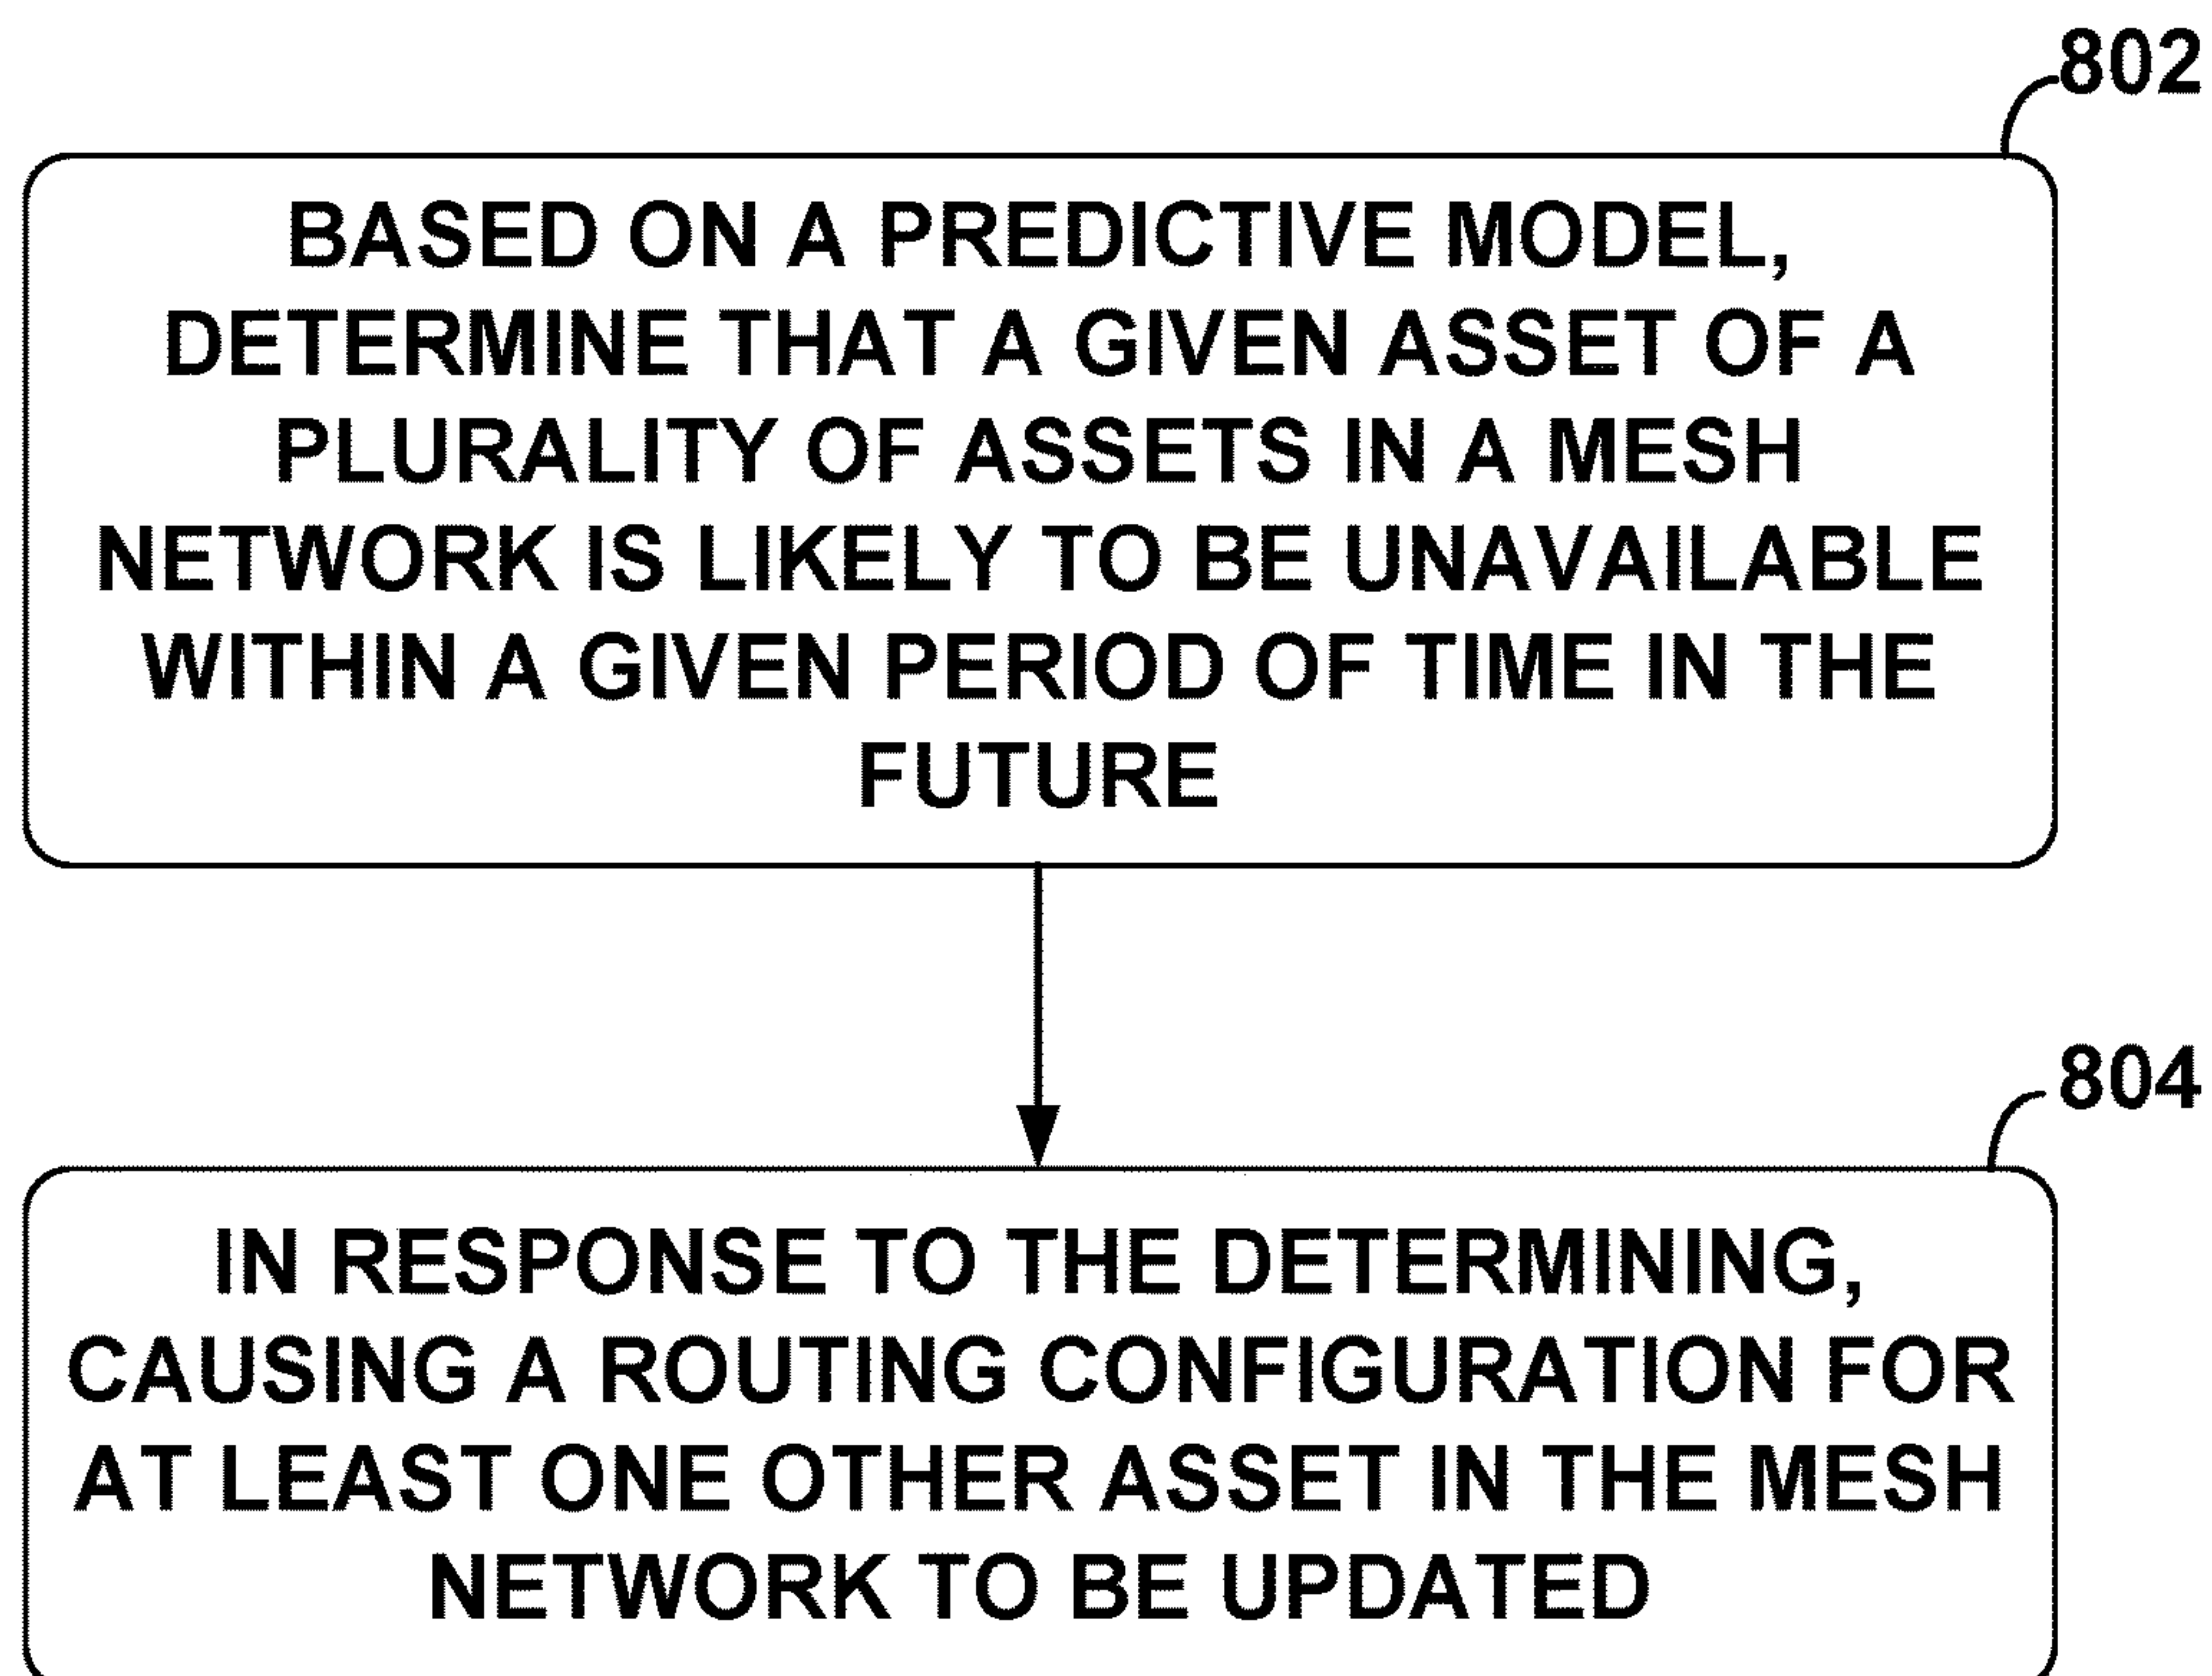 802
BASED ON A PREDICTIVE MODEL,
DETERMINE THAT A GIVEN ASSET OF A
PLURALITY OF ASSETS IN A MESH
NETWORK IS LIKELY TO BE UNAVAILABLE
WITHIN A GIVEN PERIOD OF TIME IN THE
FUTURE
804
IN RESPONSE TO THE DETERMINING,
CAUSING A ROUTING CONFIGURATION FOR
AT LEAST ONE OTHER ASSET IN THE MESH
NETWORK TO BE UPDATED